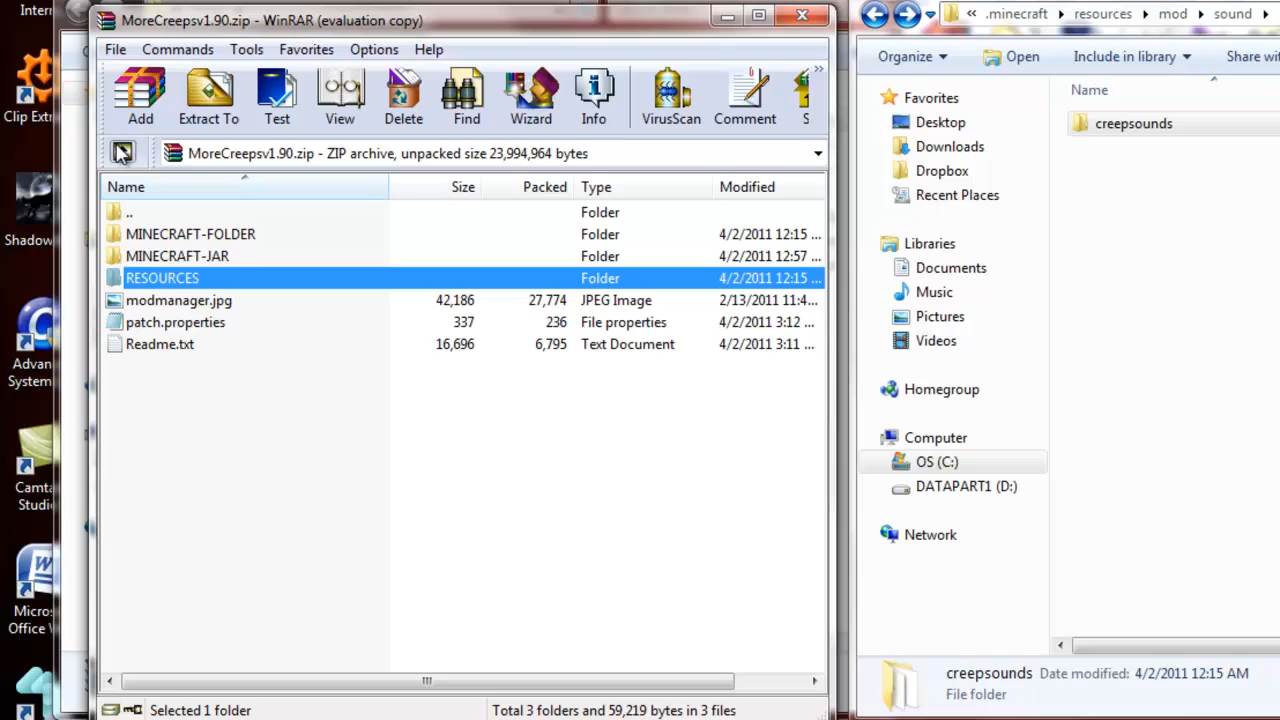 Intern
Clip Extr
Shadow
Advan
System
Camta
Studio
Micros
Office W
MoreCreepsv1.90.zip - WinRAR (evaluation copy)
File Commands Tools Favorites Options Help
Add Extract To Test View Delete Find Wizard Info VirusScan Comment S
MoreCreepsv1.90.zip - ZIP archive, unpacked size 23,994,964 bytes
Name Size Packed Type Modified
.. Folder
MINECRAFT-FOLDER Folder 4/2/2011 12:15 ...
MINECRAFT-JAR Folder 4/2/2011 12:57 ...
RESOURCES Folder 4/2/2011 12:15 ...
modmanager.jpg 42,186 27,774 JPEG Image 2/13/2011 11:4...
patch.properties 337 236 File properties 4/2/2011 3:12 ...
Readme.txt 16,696 6,795 Text Document 4/2/2011 3:11 ...
Selected 1 folder Total 3 folders and 59,219 bytes in 3 files
« .minecraft resources mod sound
Organize Open Include in library Share wi
Name
creepsounds
Favorites
Desktop
Downloads
Dropbox
Recent Places
Libraries
Documents
Music
Pictures
Videos
Homegroup
Computer
OS (C:)
DATAPART1 (D:)
Network
creepsounds Date modified: 4/2/2011 12:15 AM
File folder